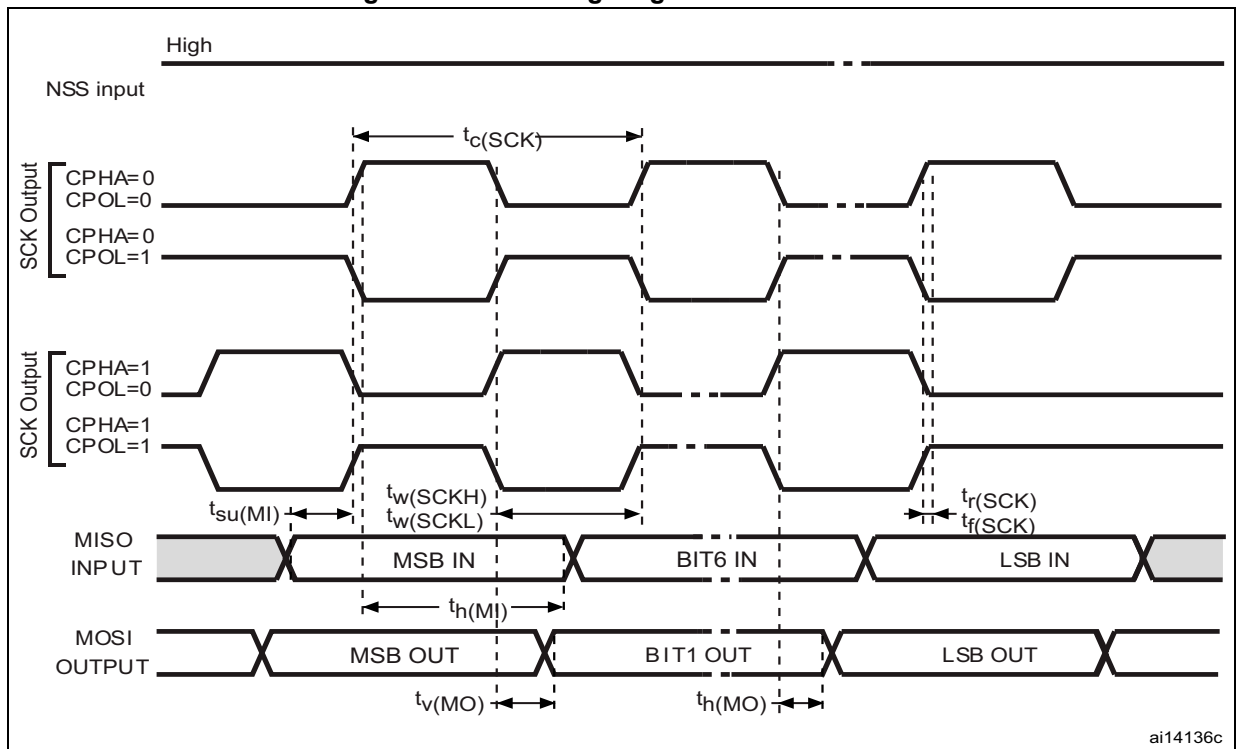 High
NSS input
tc(SCK)
SCK Output
CPHA=0
CPOL=0
CPHA=0
CPOL=1
SCK Output
CPHA=1
CPOL=0
CPHA=1
CPOL=1
tsu(MI)
tw(SCKH)
tw(SCKL)
tr(SCK)
tf(SCK)
MISO
INPUT
MSB IN
BIT6 IN
LSB IN
th(MI)
MOSI
OUTPUT
MSB OUT
BIT1 OUT
LSB OUT
tv(MO)
th(MO)
ai14136c